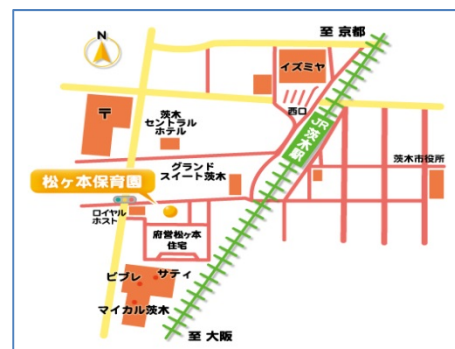 至 京都
N
イズミヤ
〒
茨木
セントラル
ホテル
西口
JR茨木駅
グランド
スイート茨木
茨木市役所
松ヶ本保育園
ロイヤル
ホスト
府営松ヶ本
住宅
ビブレ
サティ
マイカル茨木
至 大阪